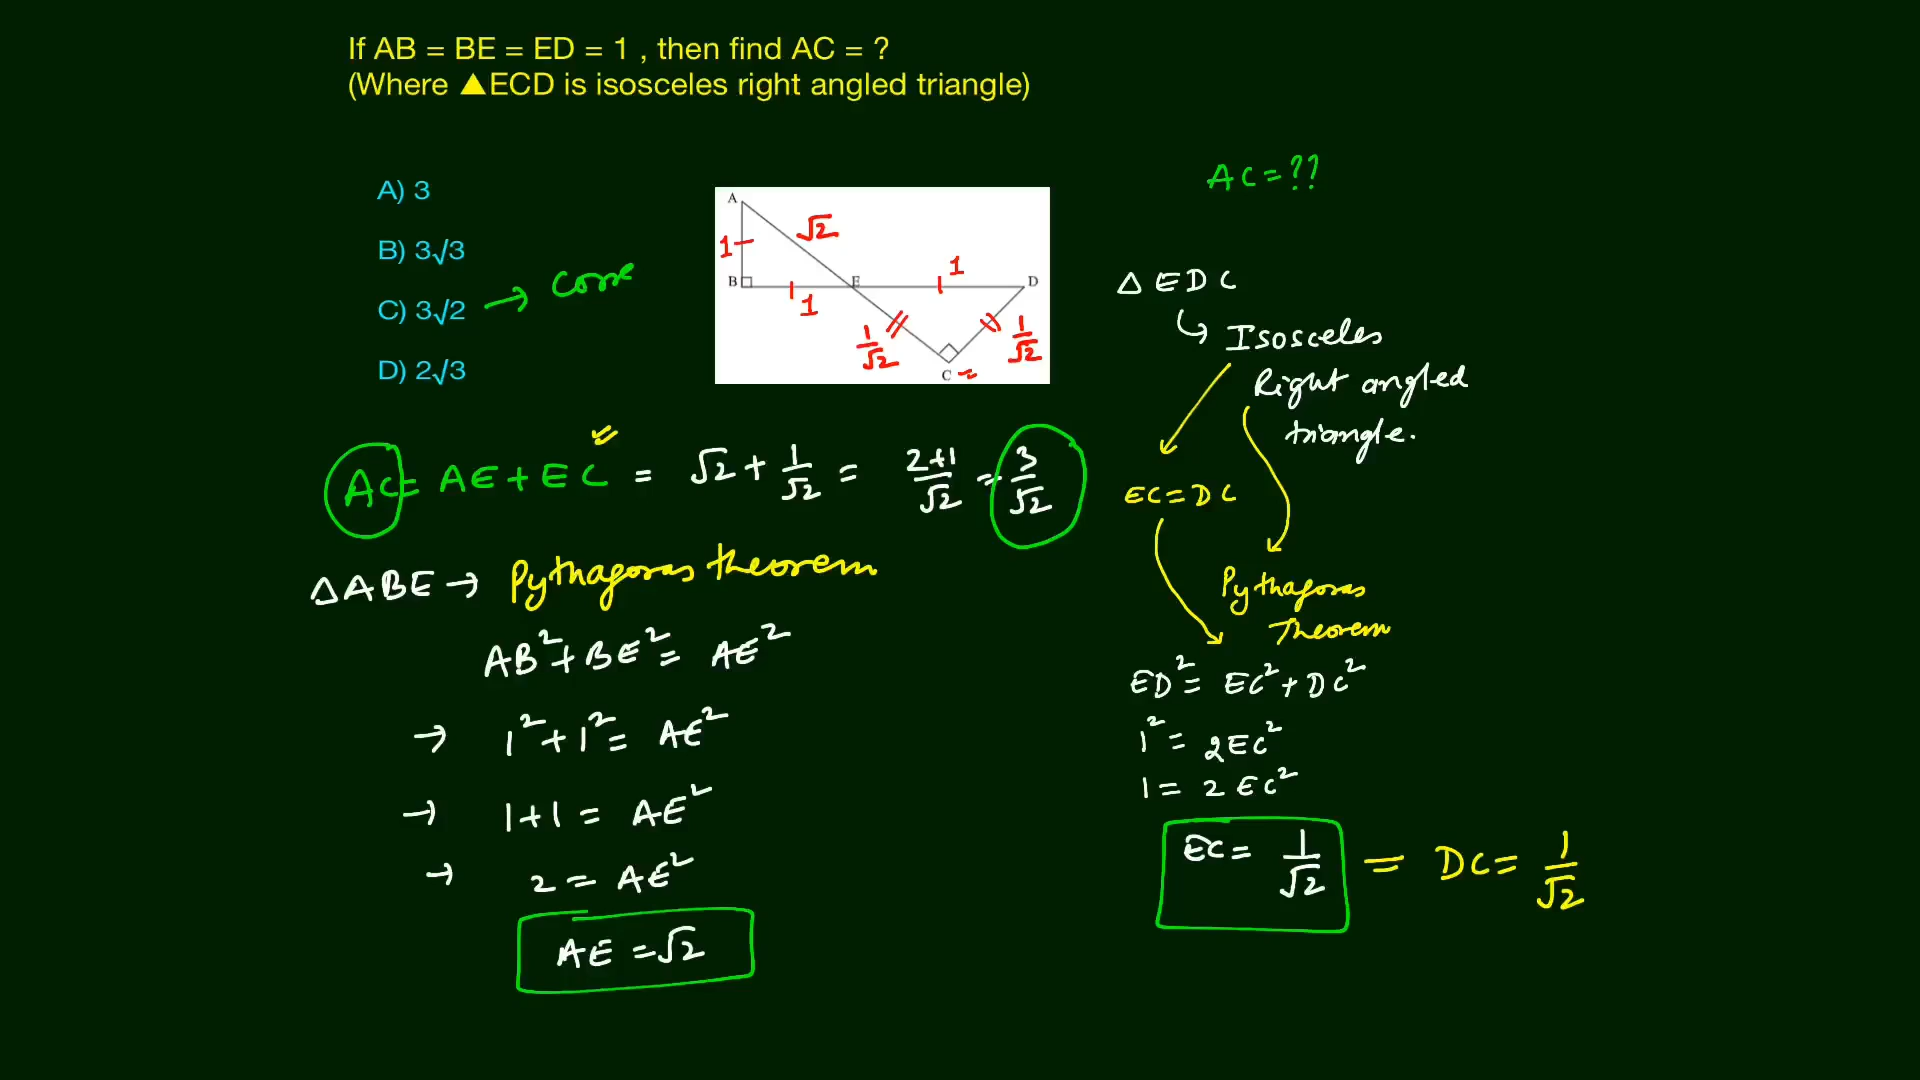 If AB = BE = ED = 1 , then find AC = ?
(Where ▲ECD is isosceles right angled triangle)
AC = ??
A) 3
B) 3√3
C) 3√2 →
D) 2√3
A
√2
1
B
E
1
D
1
1/√2
1/√2
C =
△ EDC
↳ Isosceles
Right angled
triangle.
EC = DC
Pythagoras
Theorem
ED² = EC² + DC²
1² = 2EC²
1 = 2 EC²
EC = 1/√2 = DC = 1/√2
AC = AE + EC = √2 + 1/√2 = 2+1/√2 = 3/√2
△ABE → Pythagoras theorem
AB² + BE² = AE²
→ 1² + 1² = AE²
→ 1+1 = AE²
→ 2 = AE²
AE = √2